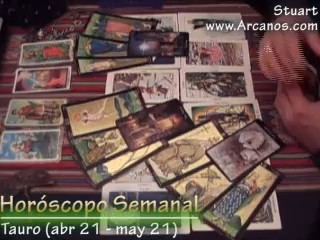 Stuart
www.Arcanos.com
Horóscopo Semanal
Tauro (abr 21 - may 21)